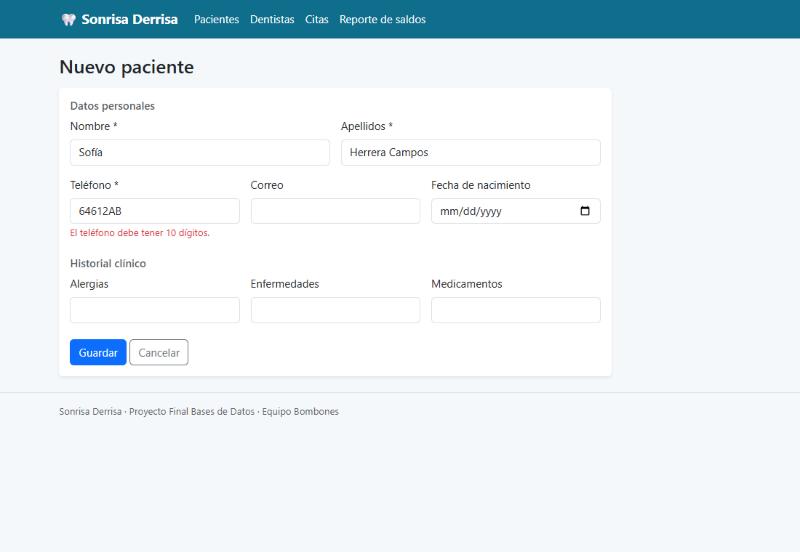 Sonrisa Derrisa Pacientes Dentistas Citas Reporte de saldos
Nuevo paciente
Datos personales
Nombre * Apellidos *
Sofía Herrera Campos
Teléfono * Correo Fecha de nacimiento
64612AB mm/dd/yyyy
El teléfono debe tener 10 dígitos.
Historial clínico
Alergias Enfermedades Medicamentos
Guardar Cancelar
Sonrisa Derrisa · Proyecto Final Bases de Datos · Equipo Bombones